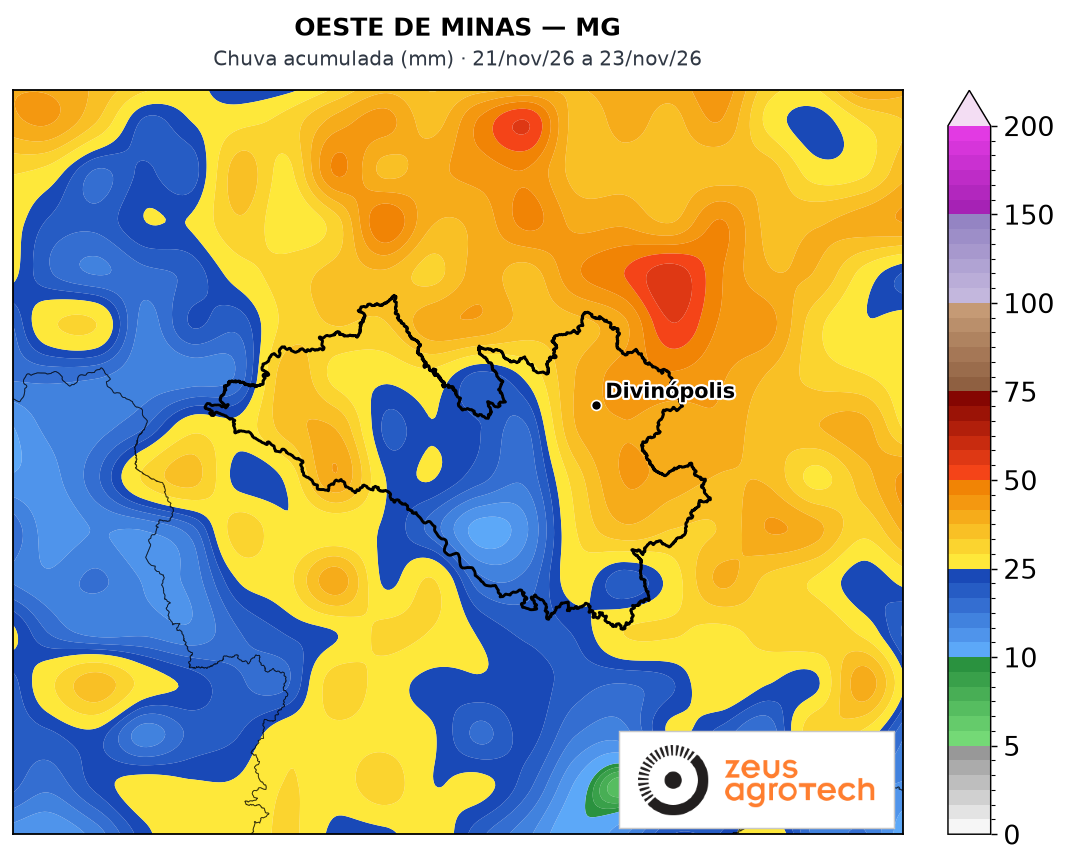 OESTE DE MINAS — MG
Chuva acumulada (mm) · 21/nov/26 a 23/nov/26
200
150
100
75
50
25
10
5
0
Divinópolis
zeus
agrotech